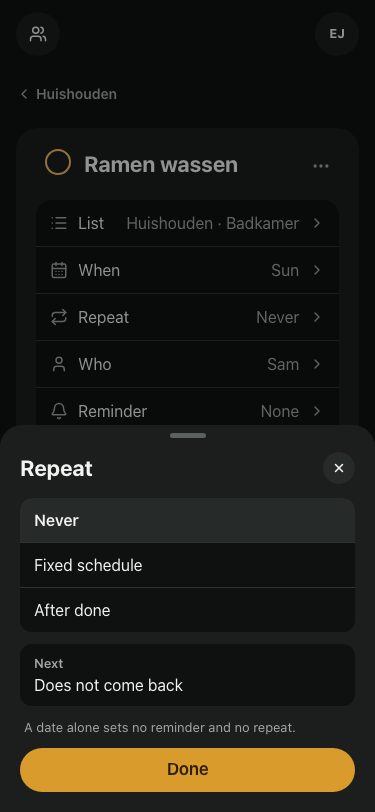 EJ
Huishouden
Ramen wassen
List Huishouden · Badkamer
When Sun
Repeat Never
Who Sam
Reminder None
Repeat
Never
Fixed schedule
After done
Next
Does not come back
A date alone sets no reminder and no repeat.
Done